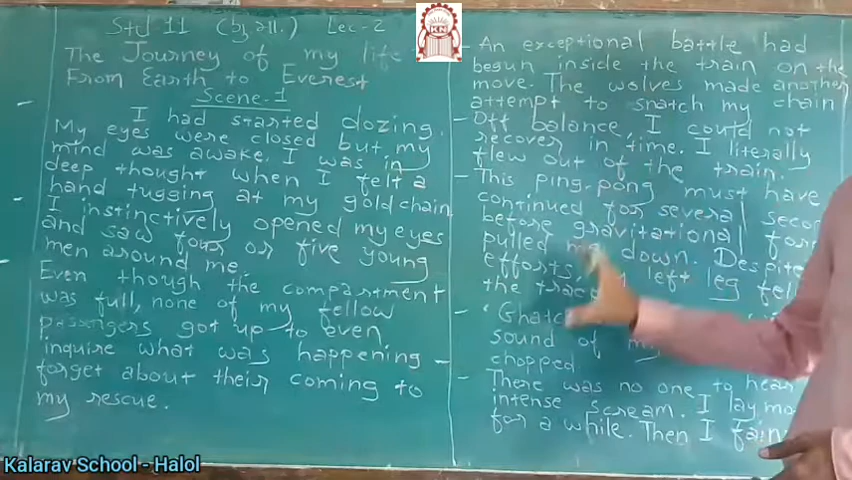 Std 11 (અં.ગા.) Lec-2
The Journey of my life
From Earth to Everest
Scene-1
I had started dozing.
My eyes were closed but my
mind was awake. I was in
deep thought when I felt a
hand tugging at my gold chain.
I instinctively opened my eyes
and saw four or five young
men around me.
Even though the compartment
was full, none of my fellow
passengers got up to even
inquire what was happening -
forget about their coming to
my rescue.
- An exceptional battle had
begun inside the train on the
move. The wolves made another
attempt to snatch my chain
- Off balance, I could not
recover in time. I literally
flew out of the train.
- This ping-pong must have
continued for several
before gravitational
pulled me down. Despite
efforts, left leg
the
sound of
chopped
- There was no one to hear
intense scream. I lay
for a while. Then I
KN
Kalarav School - Halol